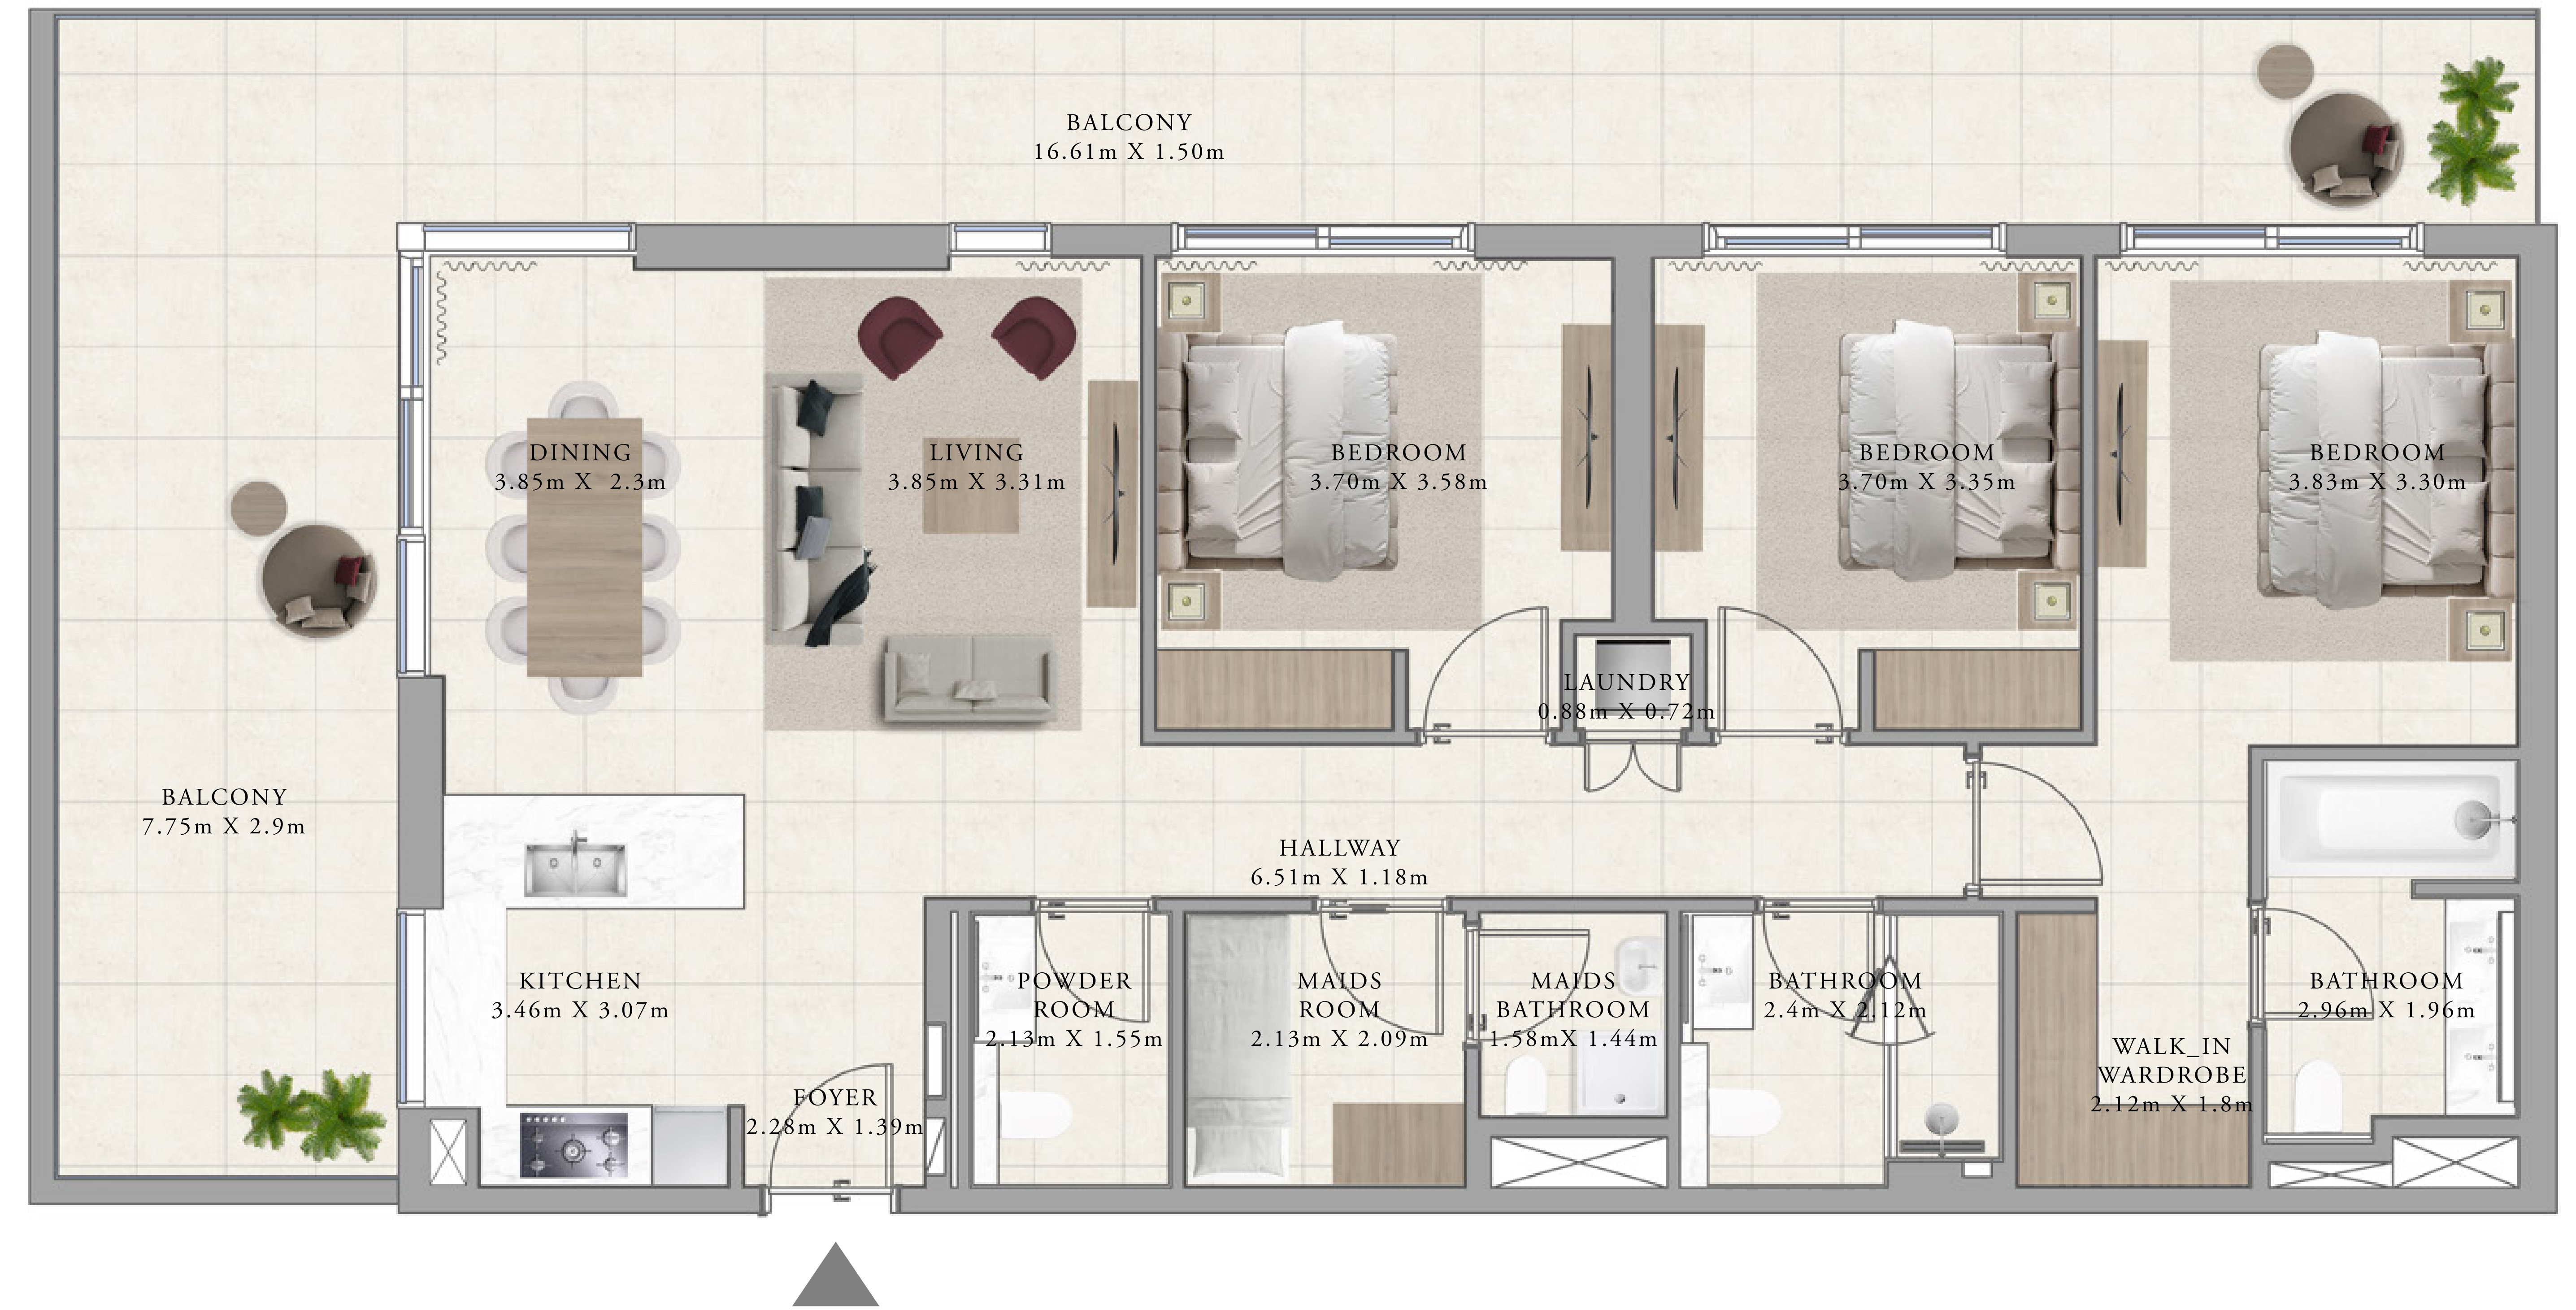 BALCONY
16.61m X 1.50m
DINING
3.85m X 2.3m
LIVING
3.85m X 3.31m
BEDROOM
3.70m X 3.58m
BEDROOM
3.70m X 3.35m
BEDROOM
3.83m X 3.30m
LAUNDRY
0.88m X 0.72m
BALCONY
7.75m X 2.9m
HALLWAY
6.51m X 1.18m
KITCHEN
3.46m X 3.07m
FOYER
2.28m X 1.39m
POWDER
ROOM
2.13m X 1.55m
MAIDS
ROOM
2.13m X 2.09m
MAIDS
BATHROOM
1.58mX 1.44m
BATHROOM
2.4m X 2.12m
WALK_IN
WARDROBE
2.12m X 1.8m
BATHROOM
2.96m X 1.96m